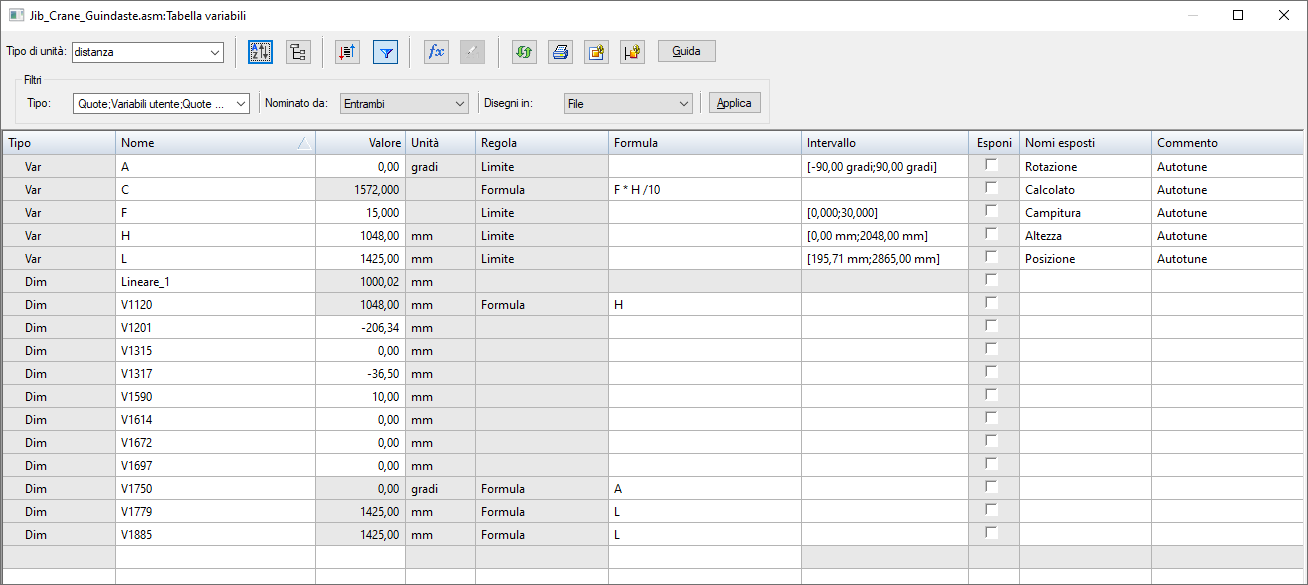 Jib_Crane_Guindaste.asm:Tabella variabili
Tipo di unità: distanza fx Guida
Filtri
Tipo: Quote;Variabili utente;Quote ... Nominato da: Entrambi Disegni in: File Applica
Tipo Nome Valore Unità Regola Formula Intervallo Esponi Nomi esposti Commento
Var A 0,00 gradi Limite [-90,00 gradi;90,00 gradi] Rotazione Autotune
Var C 1572,000 Formula F * H /10 Calcolato Autotune
Var F 15,000 Limite [0,000;30,000] Campitura Autotune
Var H 1048,00 mm Limite [0,00 mm;2048,00 mm] Altezza Autotune
Var L 1425,00 mm Limite [195,71 mm;2865,00 mm] Posizione Autotune
Dim Lineare_1 1000,02 mm
Dim V1120 1048,00 mm Formula H
Dim V1201 -206,34 mm
Dim V1315 0,00 mm
Dim V1317 -36,50 mm
Dim V1590 10,00 mm
Dim V1614 0,00 mm
Dim V1672 0,00 mm
Dim V1697 0,00 mm
Dim V1750 0,00 gradi Formula A
Dim V1779 1425,00 mm Formula L
Dim V1885 1425,00 mm Formula L